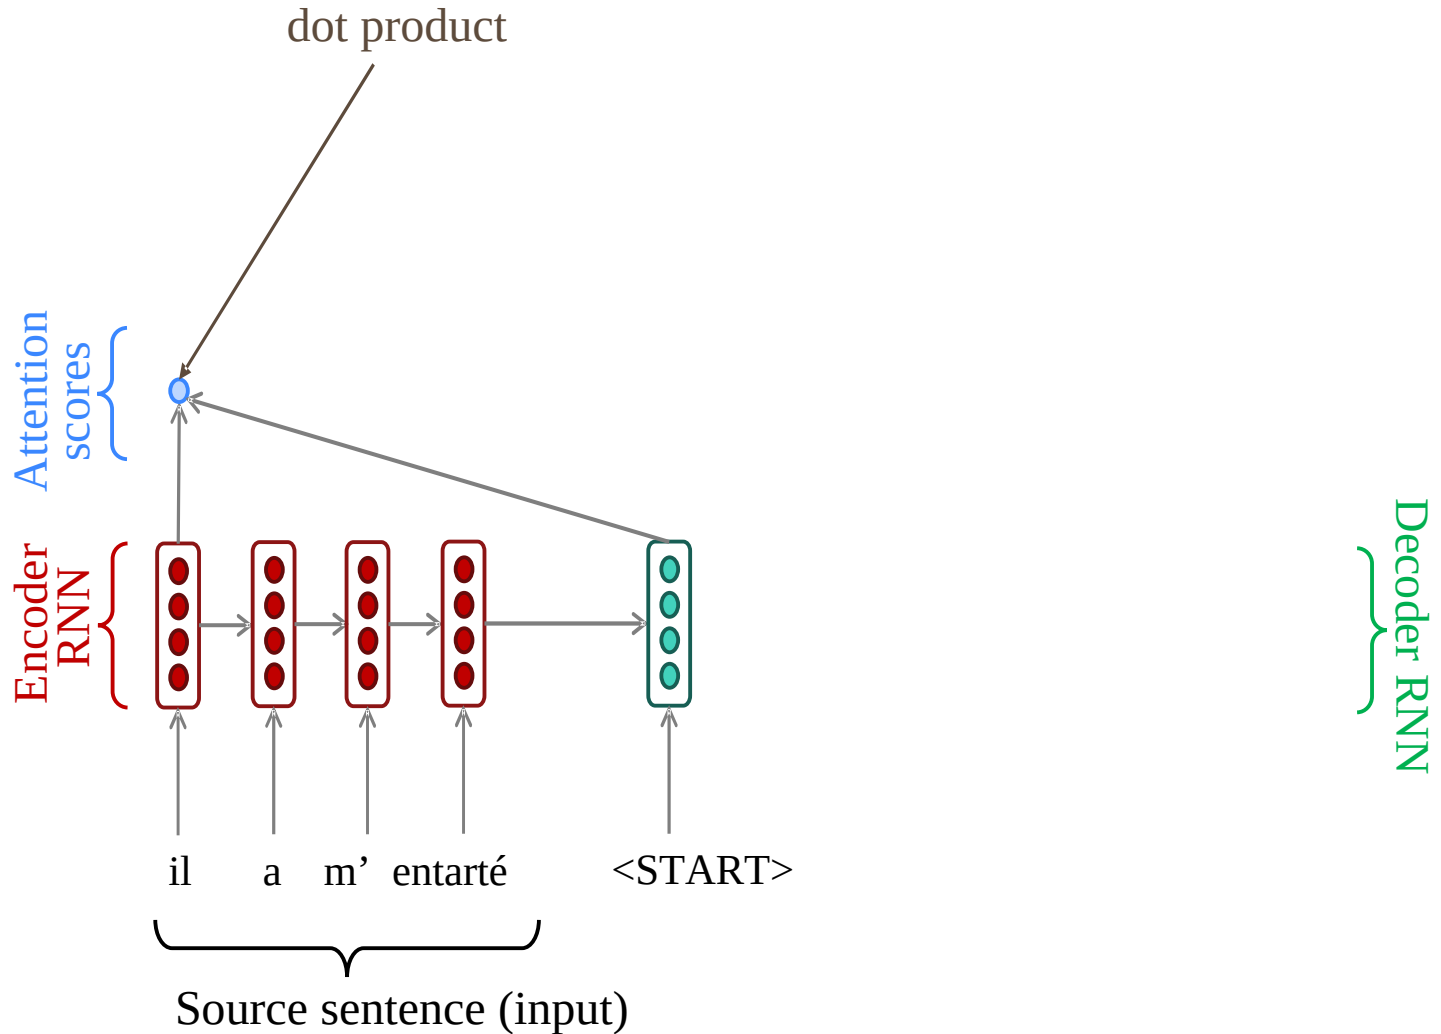 dot product
Attention
scores
Encoder
RNN
Decoder RNN
il a m’ entarté <START>
Source sentence (input)